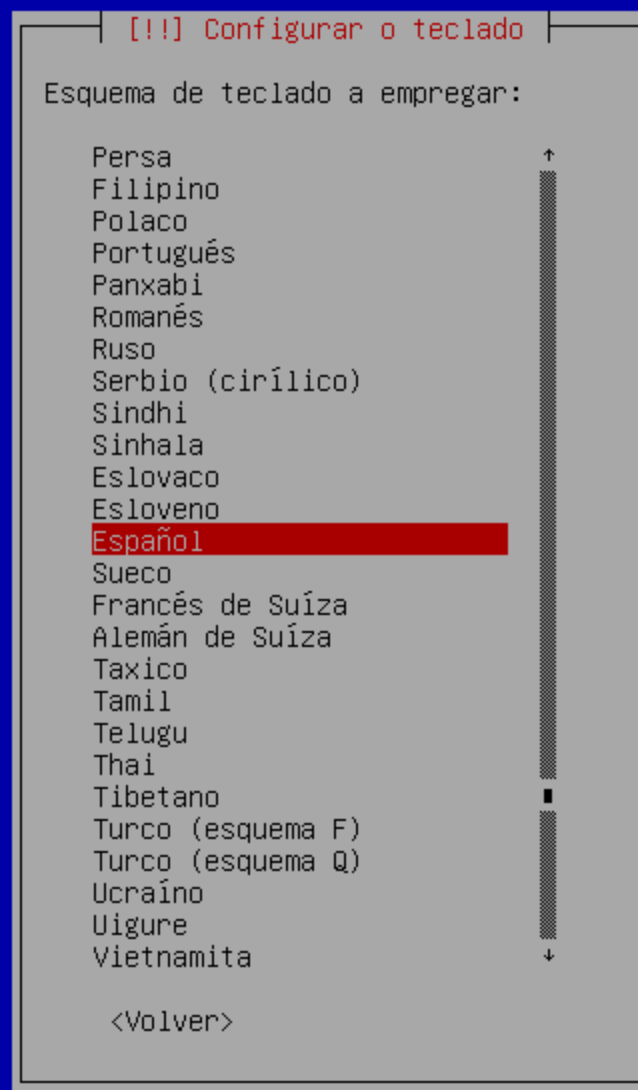 [!!] Configurar o teclado
Esquema de teclado a empregar:
Persa
Filipino
Polaco
Portugués
Panxabi
Romanés
Ruso
Serbio (cirílico)
Sindhi
Sinhala
Eslovaco
Esloveno
Español
Sueco
Francés de Suíza
Alemán de Suíza
Taxico
Tamil
Telugu
Thai
Tibetano
Turco (esquema F)
Turco (esquema Q)
Ucraíno
Uigure
Vietnamita
<Volver>